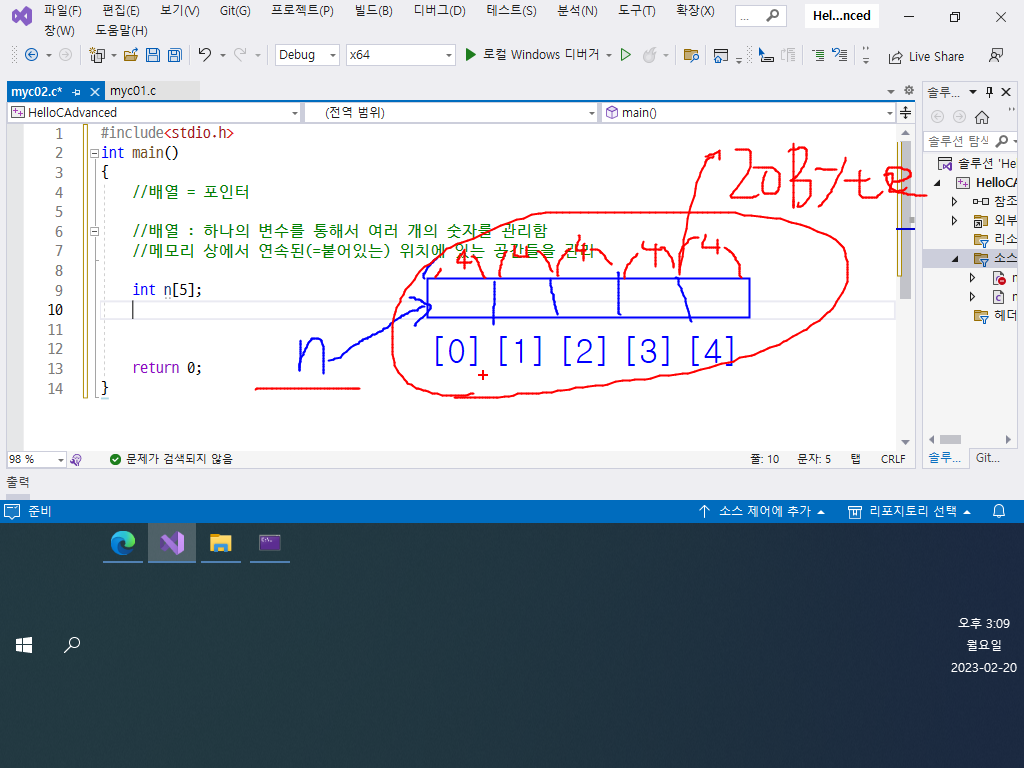 파일(F) 편집(E) 보기(V) Git(G) 프로젝트(P) 빌드(B) 디버그(D) 테스트(S) 분석(N) 도구(T) 확장(X) ... Hel...nced
창(W) 도움말(H)
Debug x64 로컬 Windows 디버거 Live Share
myc02.c* myc01.c
솔루...
HelloCAdvanced (전역 범위) main()
솔루션 탐색
1 #include<stdio.h>
2 int main()
3 {
4 //배열 = 포인터
5
6 //배열 : 하나의 변수를 통해서 여러 개의 숫자를 관리함
7 //메모리 상에서 연속된(=붙어있는) 위치에 있는 공간들을 관리
8
9 int n[5];
10
11
12
13 return 0;
14 }
20Byte
4 4 4 4 4
n
[0] [1] [2] [3] [4]
솔루션 'Hel
HelloCA
참조
외부
리소
소스
헤더
98 % 문제가 검색되지 않음 줄: 10 문자: 5 탭 CRLF
솔루... Git...
출력
준비 소스 제어에 추가 리포지토리 선택
오후 3:09
월요일
2023-02-20